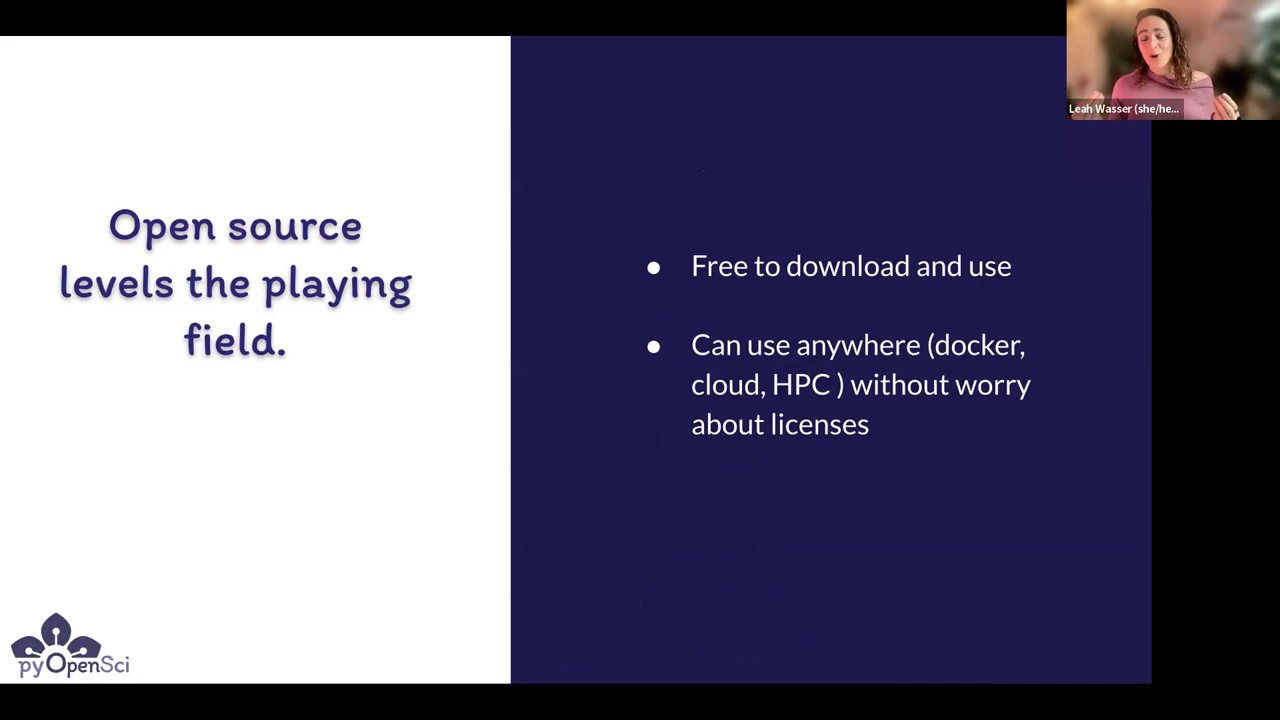 Open source
levels the playing
field.
● Free to download and use
● Can use anywhere (docker,
cloud, HPC ) without worry
about licenses
Leah Wasser (she/he...
pyOpenSci